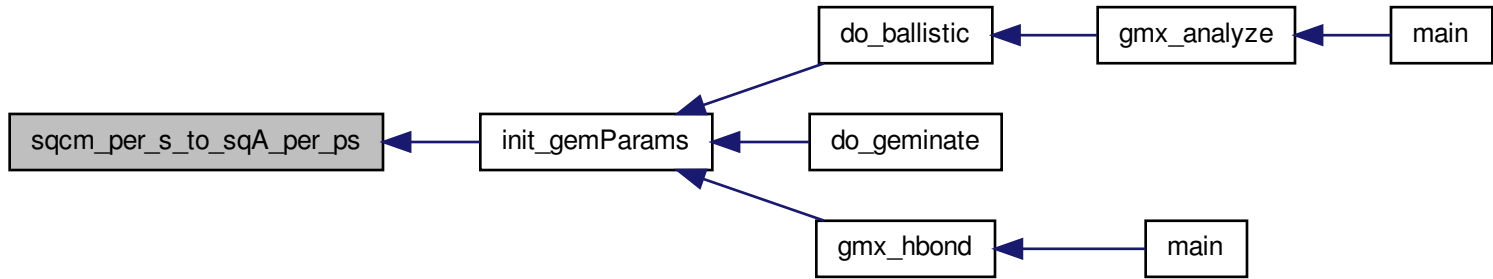 do_ballistic
gmx_analyze
main
sqcm_per_s_to_sqA_per_ps
init_gemParams
do_geminate
gmx_hbond
main